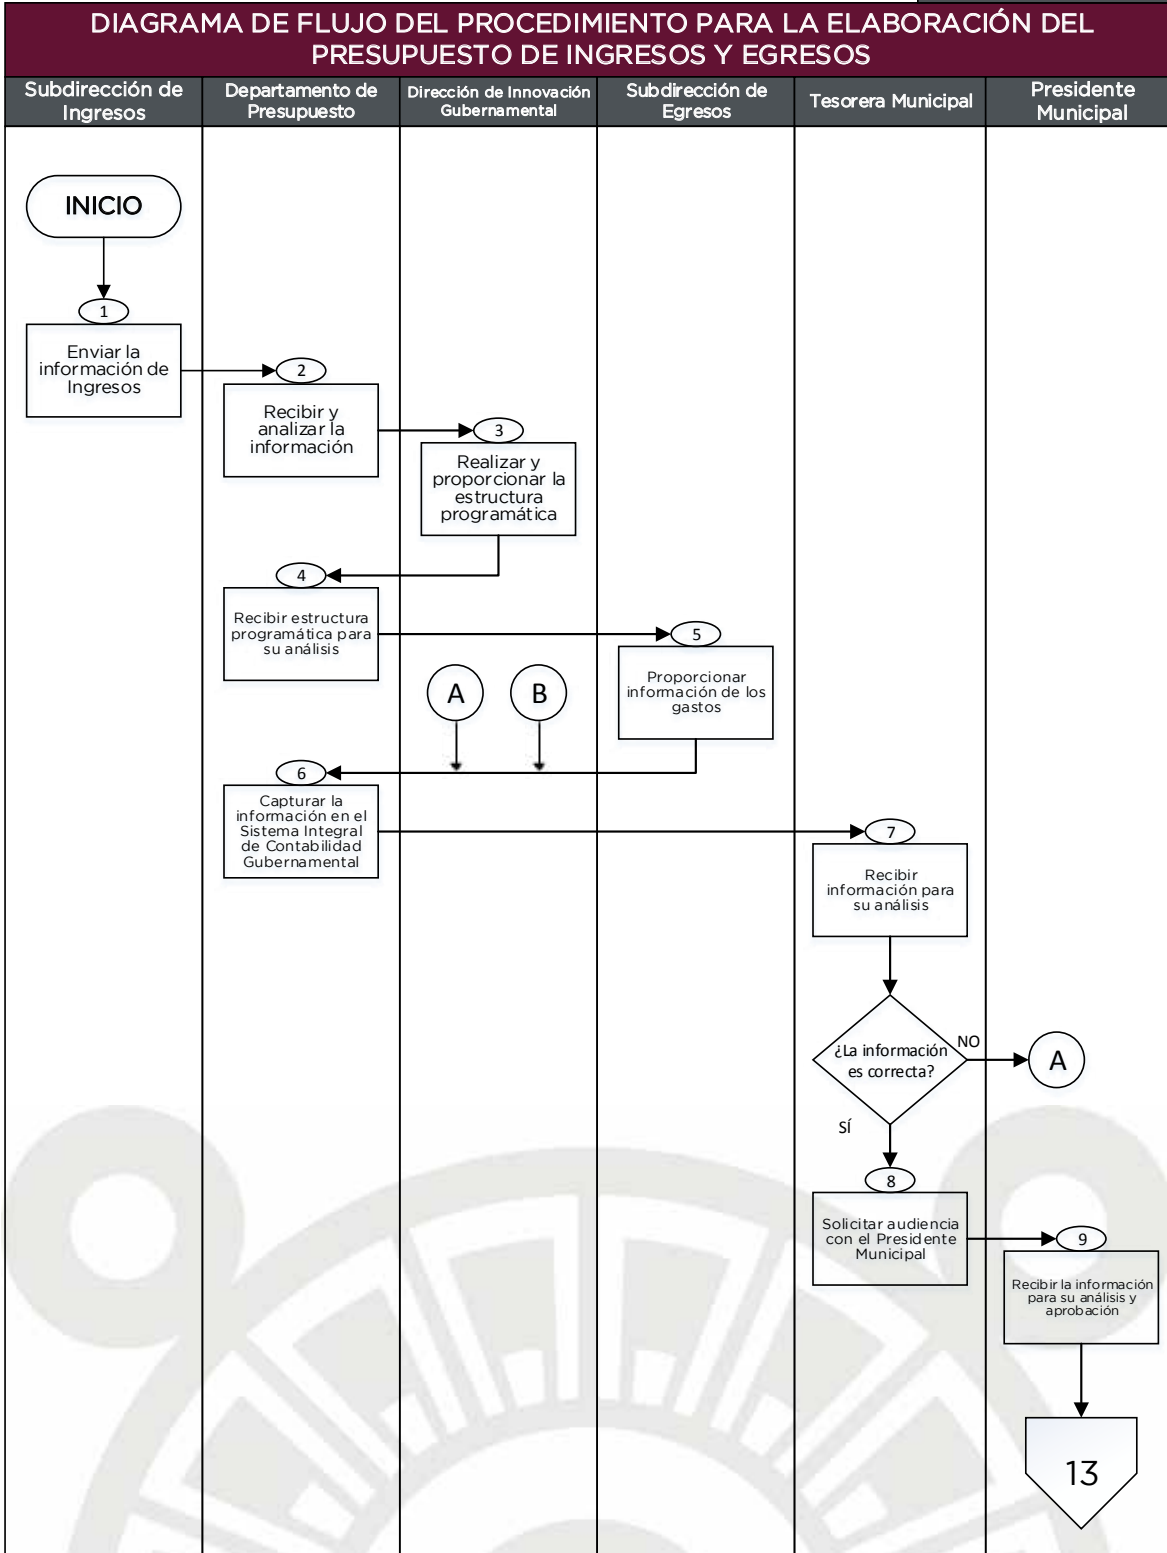 DIAGRAMA DE FLUJO DEL PROCEDIMIENTO PARA LA ELABORACIÓN DEL
PRESUPUESTO DE INGRESOS Y EGRESOS
Subdirección de
Ingresos
Departamento de
Presupuesto
Dirección de Innovación
Gubernamental
Subdirección de
Egresos
Tesorera Municipal
Presidente
Municipal
INICIO
1
Enviar la
información de
Ingresos
2
Recibir y
analizar la
información
3
Realizar y
proporcionar la
estructura
programática
4
Recibir estructura
programática para
su análisis
5
Proporcionar
información de los
gastos
A
B
6
Capturar la
información en el
Sistema Integral
de Contabilidad
Gubernamental
7
Recibir
información para
su análisis
¿La información
es correcta?
NO
A
SÍ
8
Solicitar audiencia
con el Presidente
Municipal
9
Recibir la información
para su análisis y
aprobación
13